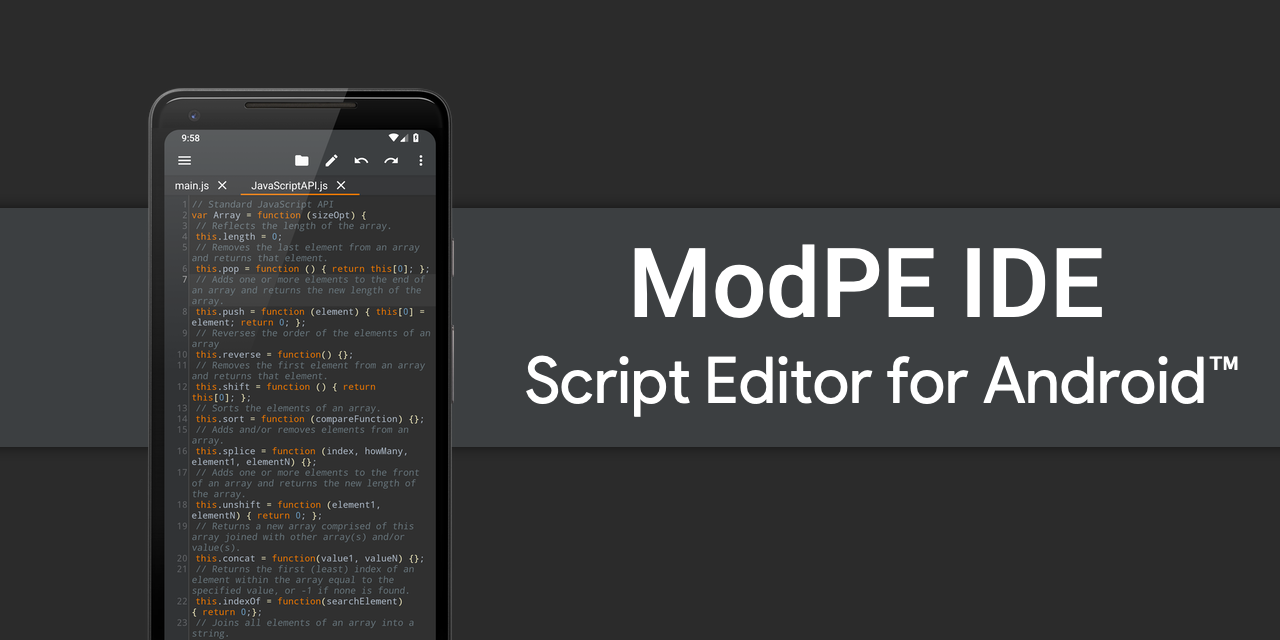 9:58
main.js
JavaScriptAPI.js
1 // Standard JavaScript API
2 var Array = function (sizeOpt) {
3 // Reflects the length of the array.
4 this.length = 0;
5 // Removes the last element from an array
and returns that element.
6 this.pop = function () { return this[0]; };
7 // Adds one or more elements to the end of
an array and returns the new length of the
array.
8 this.push = function (element) { this[0] =
element; return 0; };
9 // Reverses the order of the elements of an
array
10 this.reverse = function() {};
11 // Removes the first element from an array
and returns that element.
12 this.shift = function () { return
this[0]; };
13 // Sorts the elements of an array.
14 this.sort = function (compareFunction) {};
15 // Adds and/or removes elements from an
array.
16 this.splice = function (index, howMany,
element1, elementN) {};
17 // Adds one or more elements to the front
of an array and returns the new length of
the array.
18 this.unshift = function (element1,
elementN) { return 0; };
19 // Returns a new array comprised of this
array joined with other array(s) and/or
value(s).
20 this.concat = function(value1, valueN) {};
21 // Returns the first (least) index of an
element within the array equal to the
specified value, or -1 if none is found.
22 this.indexOf = function(searchElement)
{ return 0;};
23 // Joins all elements of an array into a
string.
ModPE IDE
Script Editor for Android™